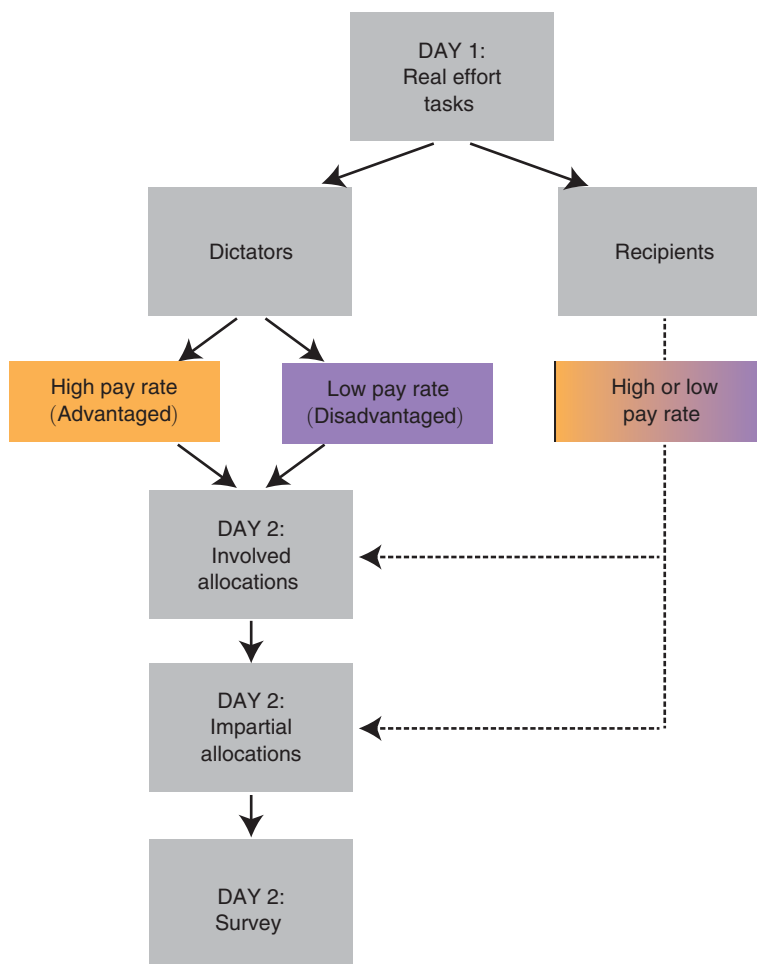 DAY 1:
Real effort
tasks
Dictators
Recipients
High pay rate
(Advantaged)
Low pay rate
(Disadvantaged)
High or low
pay rate
DAY 2:
Involved
allocations
DAY 2:
Impartial
allocations
DAY 2:
Survey